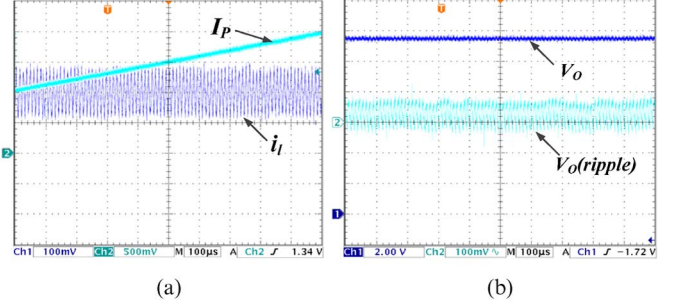 T
T
I_P
V_O
i_l
V_O(ripple)
2
2
1
Ch1 100mV Ch2 500mV M 100µs A Ch2 ∫ 1.34 V
Ch1 2.00 V Ch2 100mV∿ M 100µs A Ch1 ∫ −1.72 V
(a)
(b)